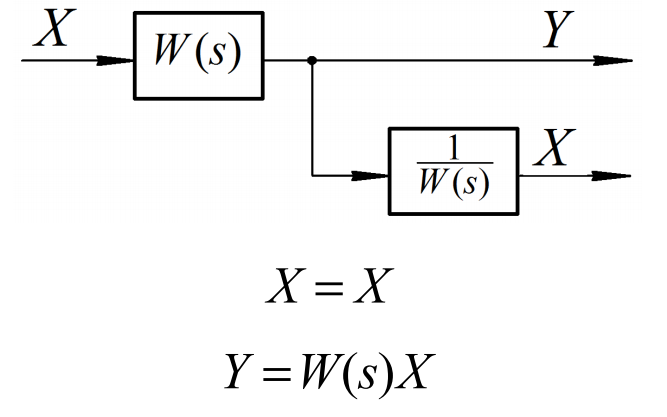 X W(s) Y
1/W(s) X
X = X
Y = W(s)X